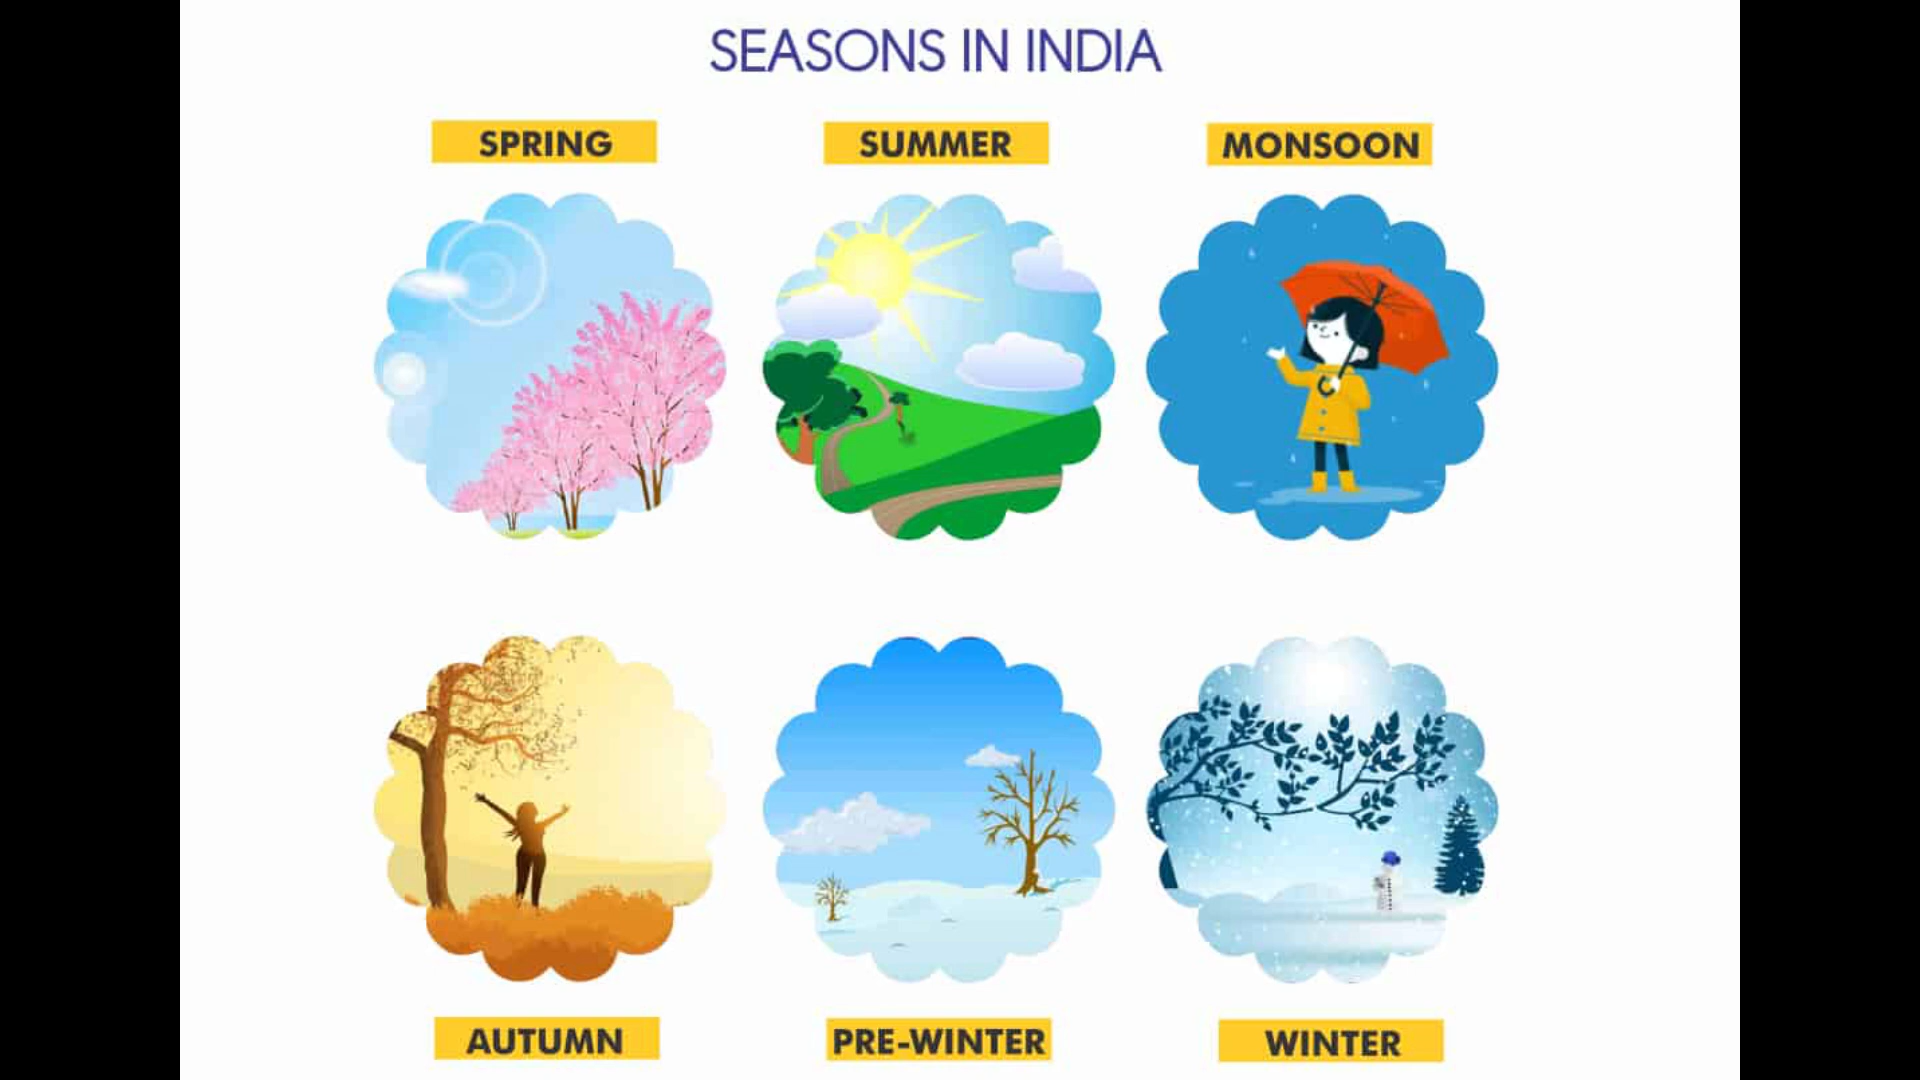 SEASONS IN INDIA
SPRING
SUMMER
MONSOON
AUTUMN
PRE-WINTER
WINTER